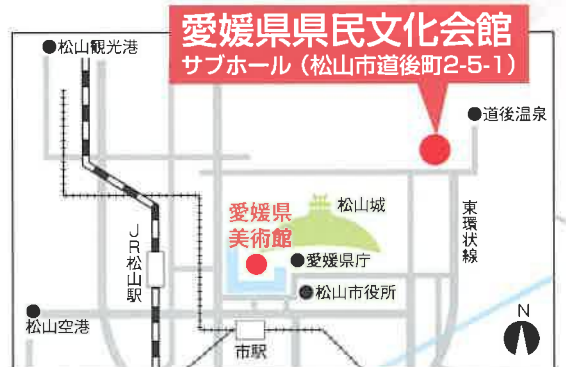 愛媛県県民文化会館
サブホール（松山市道後町2-5-1）
松山観光港
道後温泉
松山城
愛媛県
美術館
東環状線
JR松山駅
愛媛県庁
松山市役所
松山空港
市駅
N